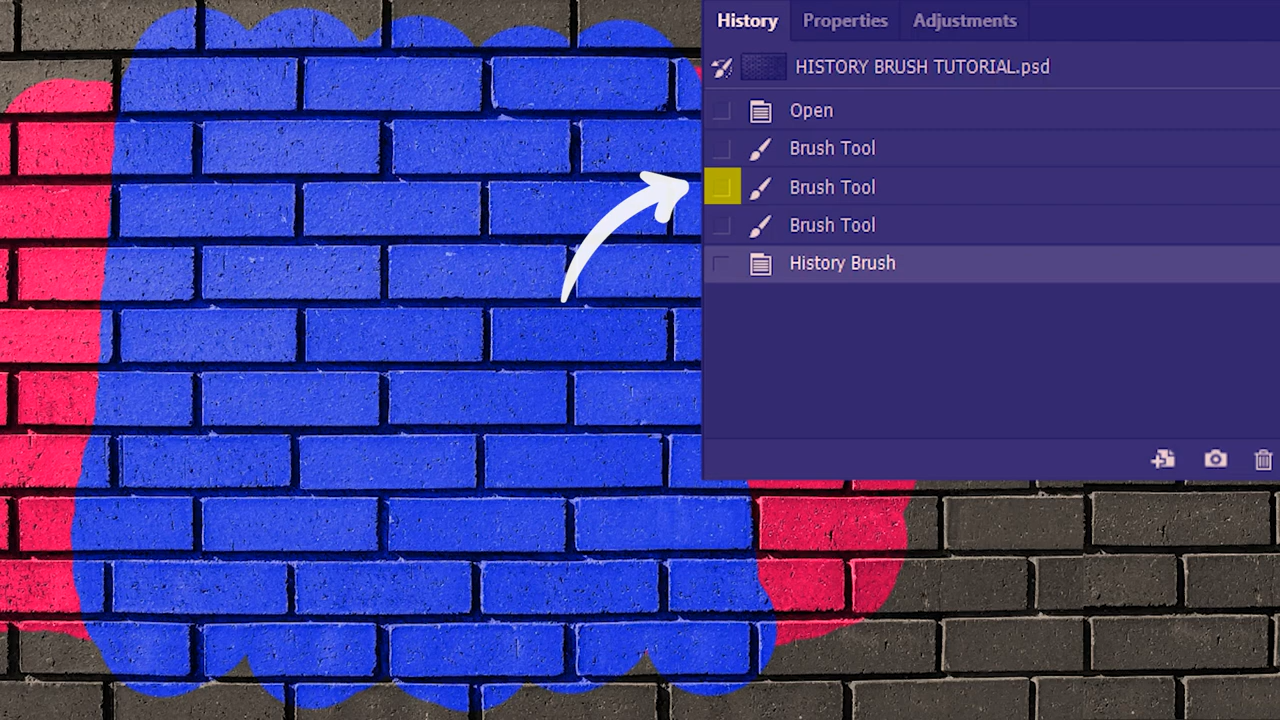 History Properties Adjustments
HISTORY BRUSH TUTORIAL.psd
Open
Brush Tool
Brush Tool
Brush Tool
History Brush